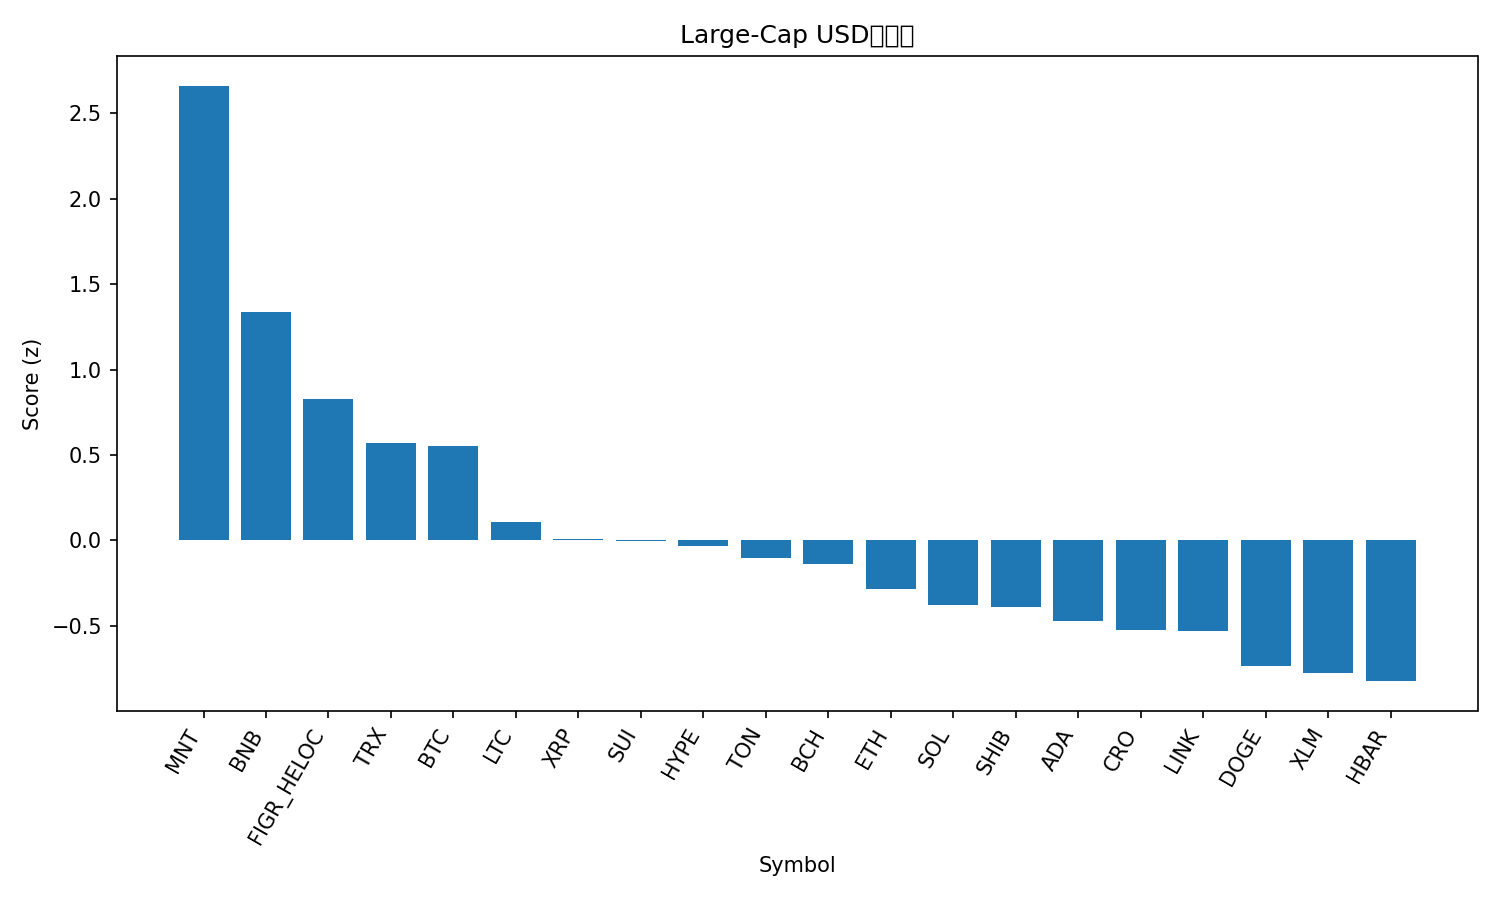 Large-Cap USD
Score (z)
2.5
2.0
1.5
1.0
0.5
0.0
−0.5
MNT
BNB
FIGR_HELOC
TRX
BTC
LTC
XRP
SUI
HYPE
TON
BCH
ETH
SOL
SHIB
ADA
CRO
LINK
DOGE
XLM
HBAR
Symbol